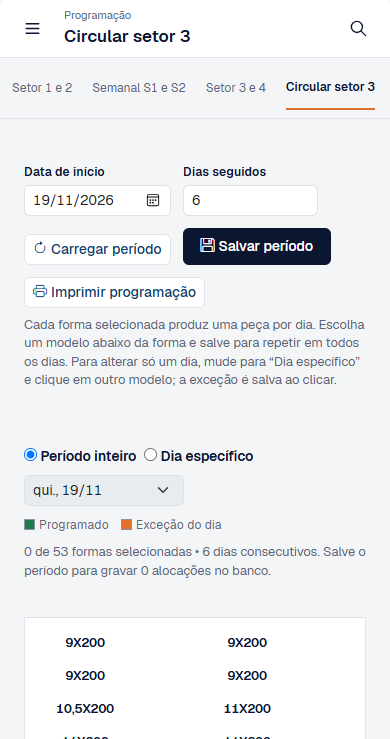 Programação
Circular setor 3
Setor 1 e 2 Semanal S1 e S2 Setor 3 e 4 Circular setor 3
Data de início Dias seguidos
19/11/2026 6
Carregar período Salvar período
Imprimir programação
Cada forma selecionada produz uma peça por dia. Escolha
um modelo abaixo da forma e salve para repetir em todos
os dias. Para alterar só um dia, mude para “Dia específico”
e clique em outro modelo; a exceção é salva ao clicar.
Período inteiro Dia específico
qui., 19/11
Programado Exceção do dia
0 de 53 formas selecionadas • 6 dias consecutivos. Salve o
período para gravar 0 alocações no banco.
9X200 9X200
9X200 9X200
10,5X200 11X200